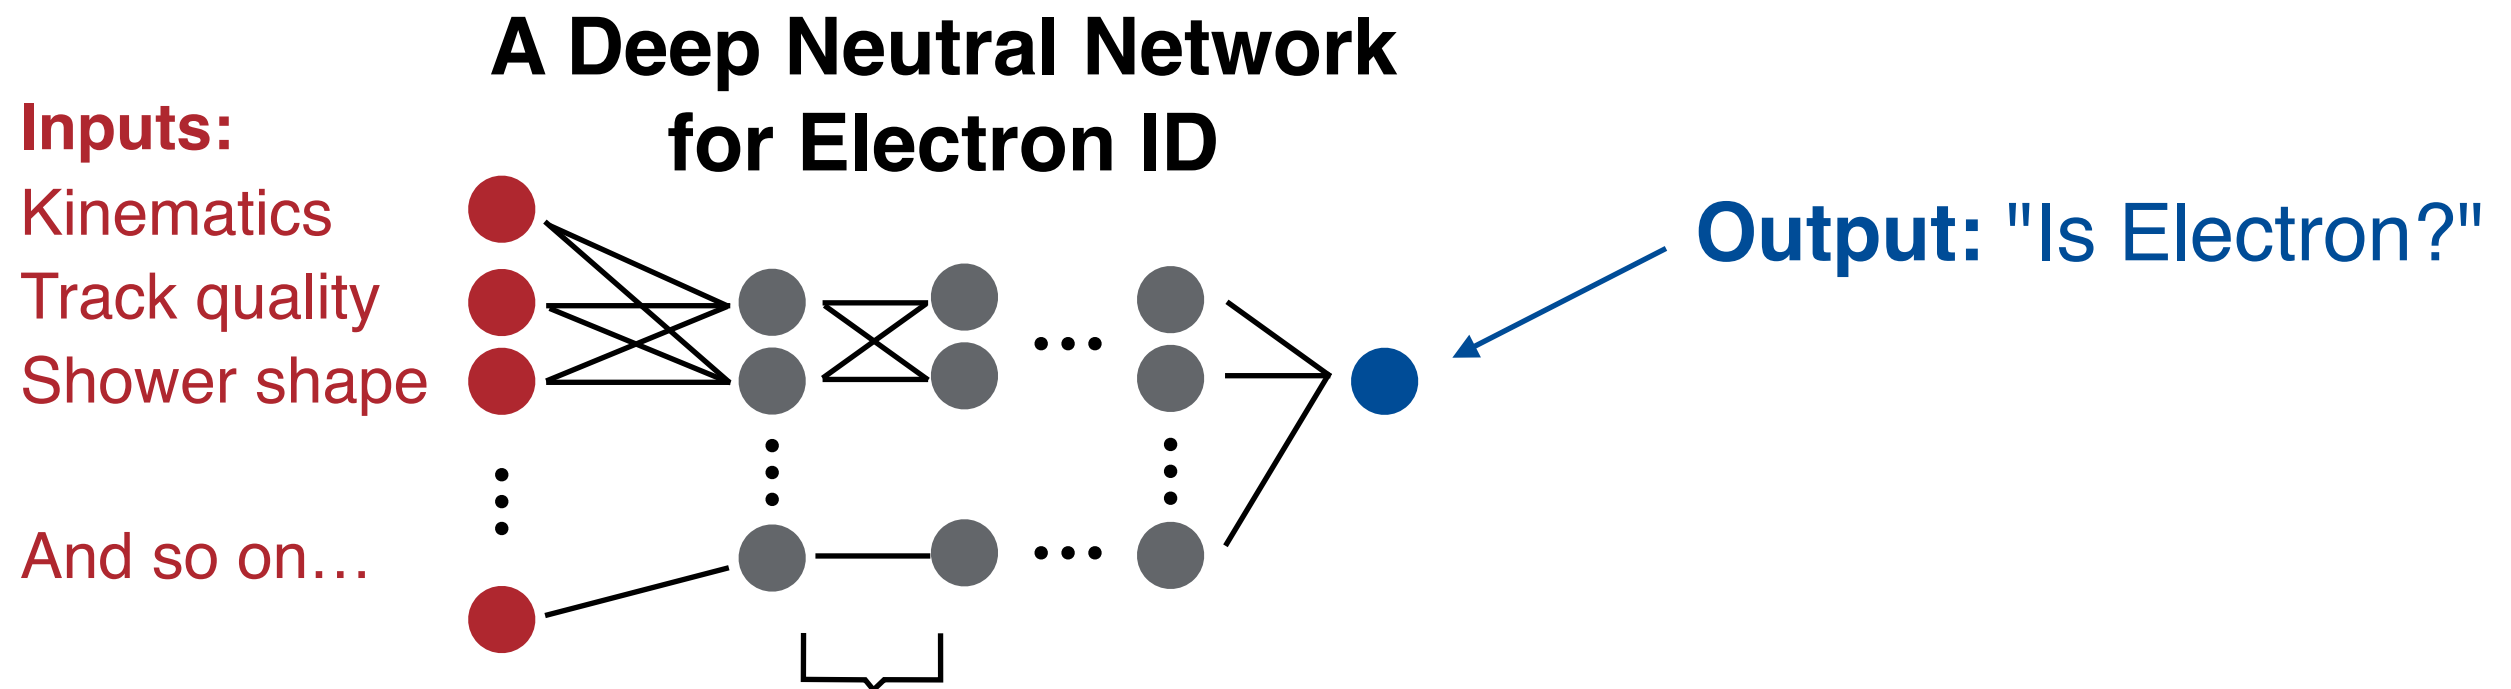 A Deep Neutral Network
for Electron ID
Inputs:
Kinematics
Track quality
Shower shape
And so on…
Output: "Is Electron?"